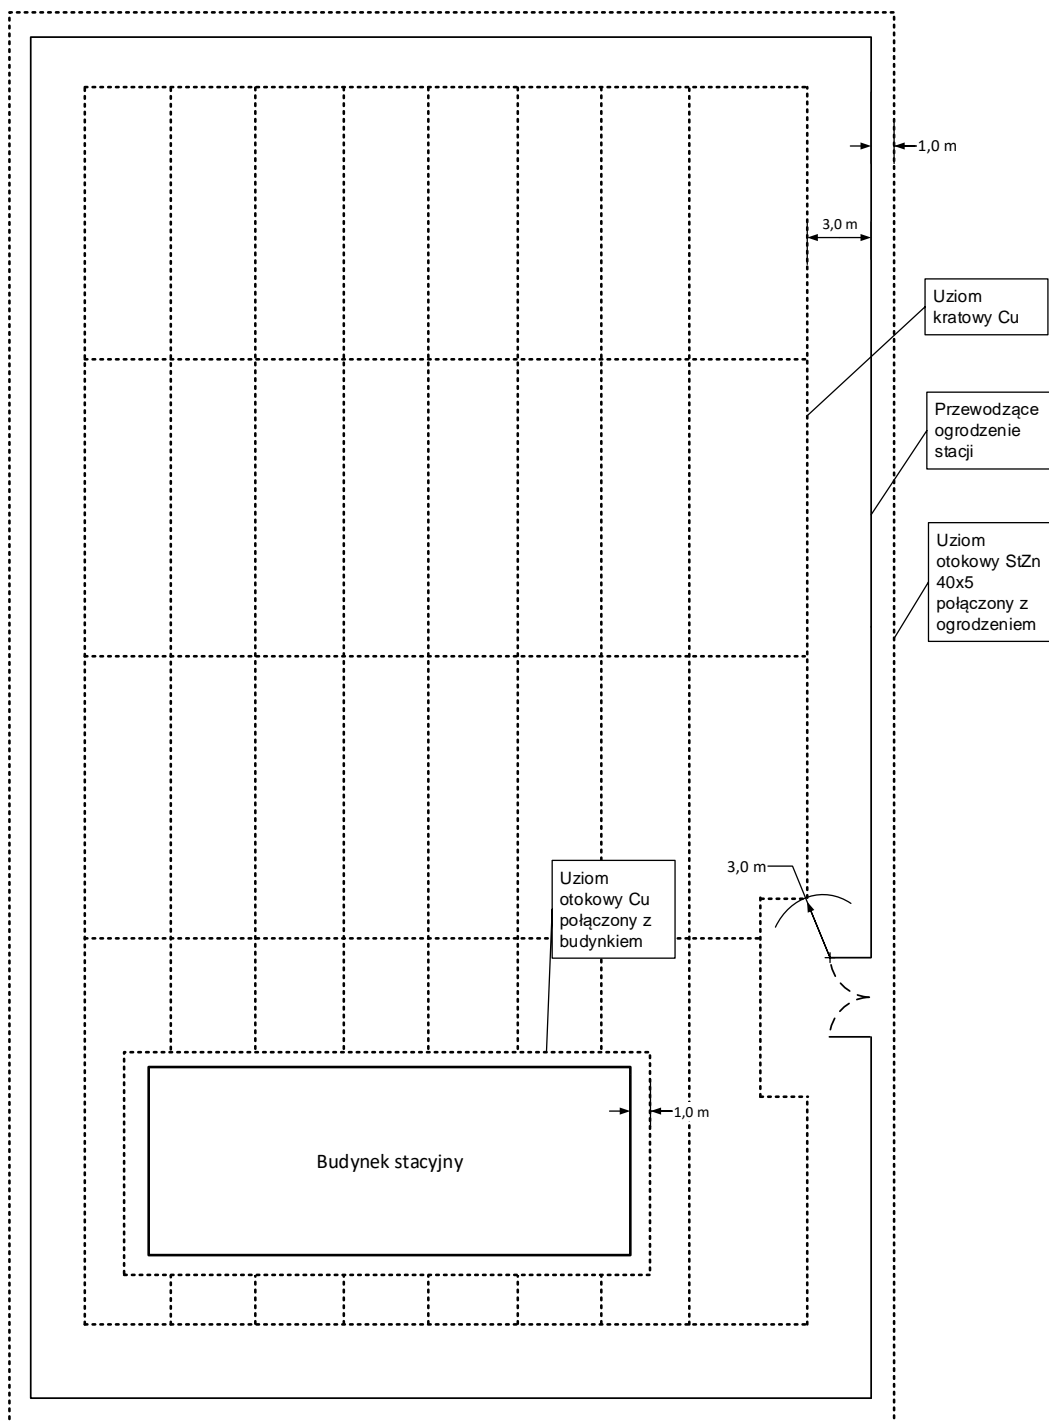 1,0 m
3,0 m
Uziom
kratowy Cu
Przewodzące
ogrodzenie
stacji
Uziom
otokowy StZn
40x5
połączony z
ogrodzeniem
3,0 m
Uziom
otokowy Cu
połączony z
budynkiem
1,0 m
Budynek stacyjny